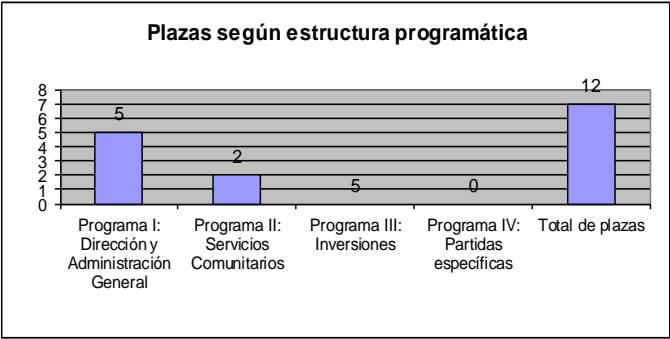 Plazas según estructura programática
8
7
6
5
4
3
2
1
0
5
2
5
0
12
Programa I:
Dirección y
Administración
General
Programa II:
Servicios
Comunitarios
Programa III:
Inversiones
Programa IV:
Partidas
específicas
Total de plazas